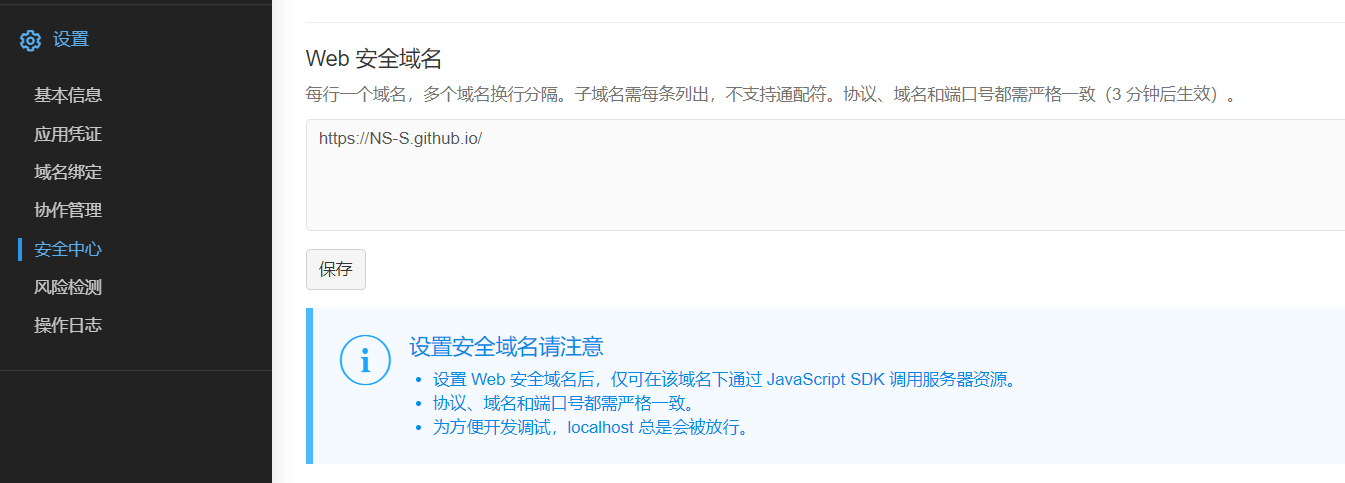 设置
基本信息
应用凭证
域名绑定
协作管理
安全中心
风险检测
操作日志
Web 安全域名
每行一个域名，多个域名换行分隔。子域名需每条列出，不支持通配符。协议、域名和端口号都需严格一致（3 分钟后生效）。
https://NS-S.github.io/
保存
设置安全域名请注意
• 设置 Web 安全域名后，仅可在该域名下通过 JavaScript SDK 调用服务器资源。
• 协议、域名和端口号都需严格一致。
• 为方便开发调试，localhost 总是会被放行。